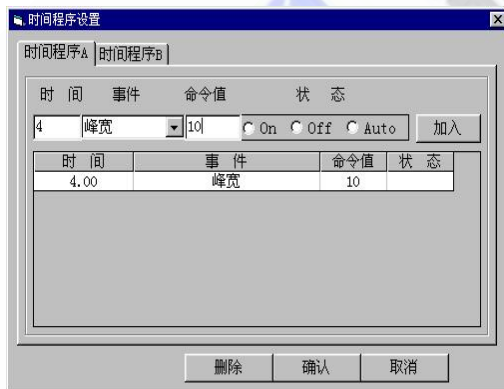 时间程序设置
时间程序A 时间程序B
时 间 事件 命令值 状 态
4 峰宽 10 On Off Auto 加入
时 间 事 件 命令值 状 态
4.00 峰宽 10
删除 确认 取消